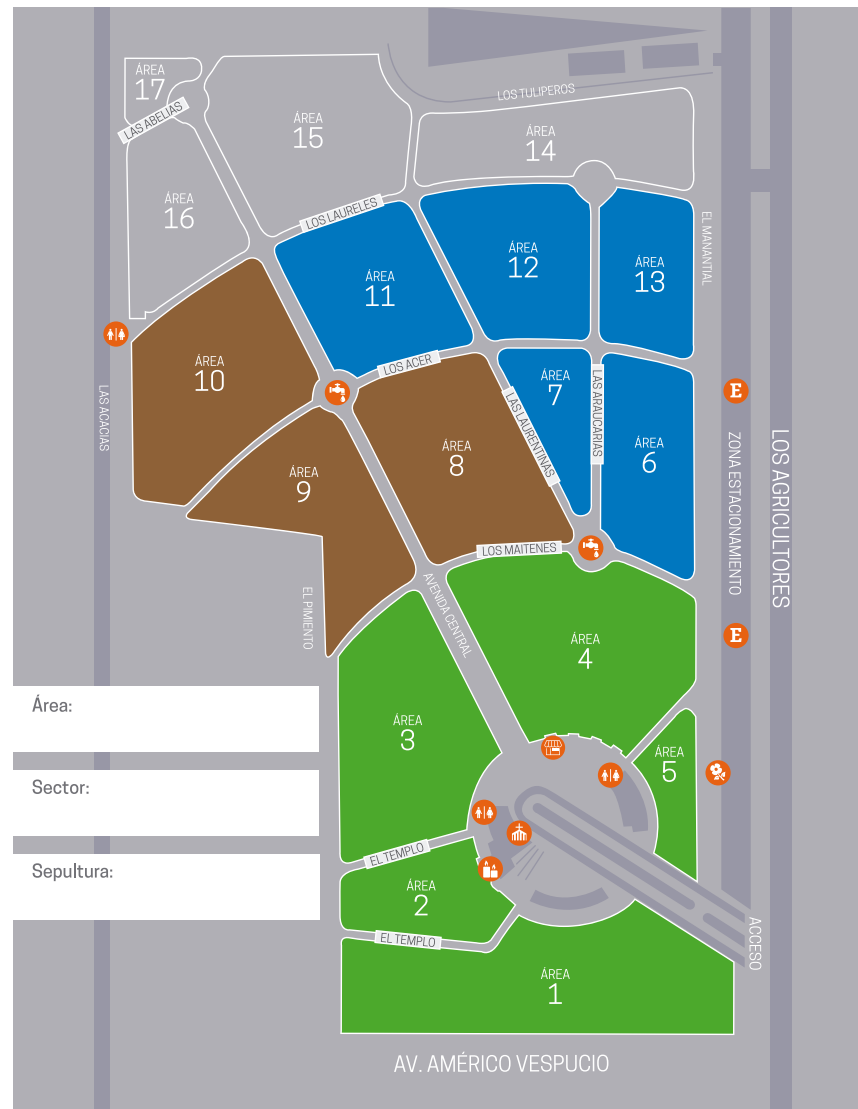 ÁREA
17
LAS ABELIAS
ÁREA
15
LOS TULIPEROS
ÁREA
14
ÁREA
16
LOS LAURELES
EL MANANTIAL
ÁREA
12
ÁREA
13
ÁREA
11
ÁREA
10
LOS ACER
LAS ACACIAS
ÁREA
7
LAS LAURENTINAS
LAS ARAUCARIAS
E
ÁREA
9
ÁREA
8
ÁREA
6
ZONA ESTACIONAMIENTO
LOS AGRICULTORES
LOS MAITENES
AVENIDA CENTRAL
EL PIMIENTO
E
ÁREA
4
ÁREA
3
ÁREA
5
Área:
Sector:
Sepultura:
EL TEMPLO
ÁREA
2
EL TEMPLO
ACCESO
ÁREA
1
AV. AMÉRICO VESPUCIO